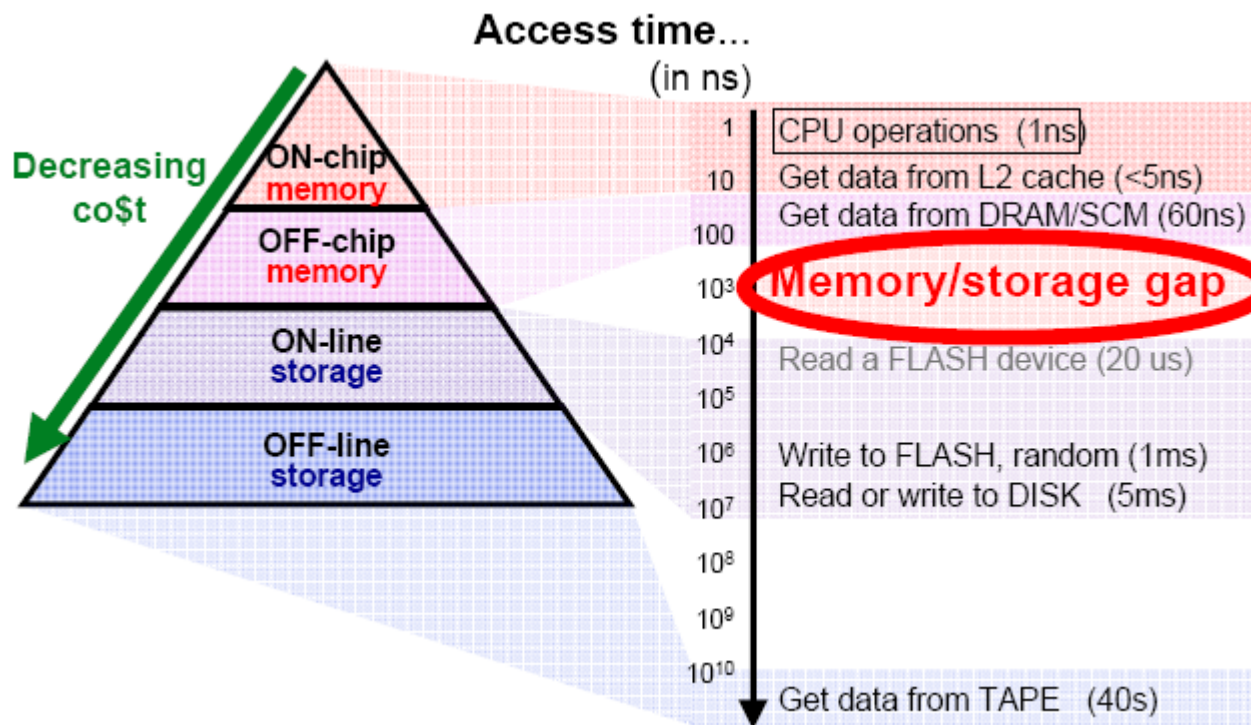 Access time...
(in ns)
Decreasing
co$t
ON-chip
memory
OFF-chip
memory
ON-line
storage
OFF-line
storage
1
CPU operations (1ns)
10
Get data from L2 cache (<5ns)
Get data from DRAM/SCM (60ns)
100
Memory/storage gap
10³
10⁴
Read a FLASH device (20 us)
10⁵
10⁶
Write to FLASH, random (1ms)
Read or write to DISK (5ms)
10⁷
10⁸
10⁹
10¹⁰
Get data from TAPE (40s)